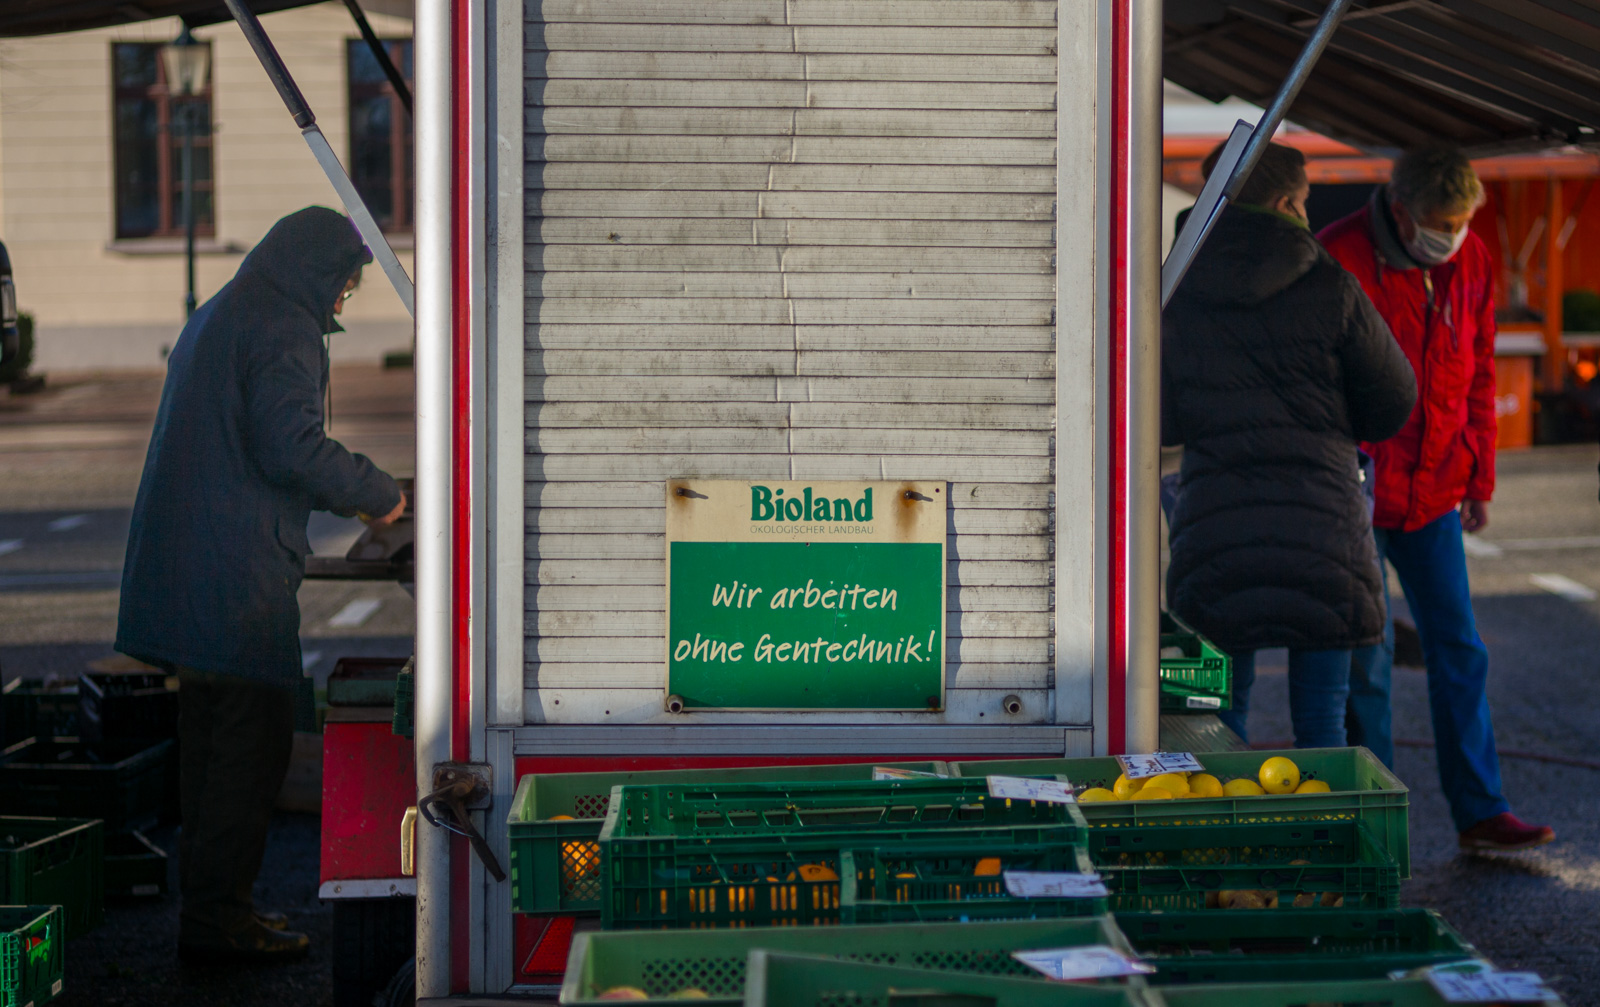 Bioland
ÖKOLOGISCHER LANDBAU
Wir arbeiten
ohne Gentechnik!